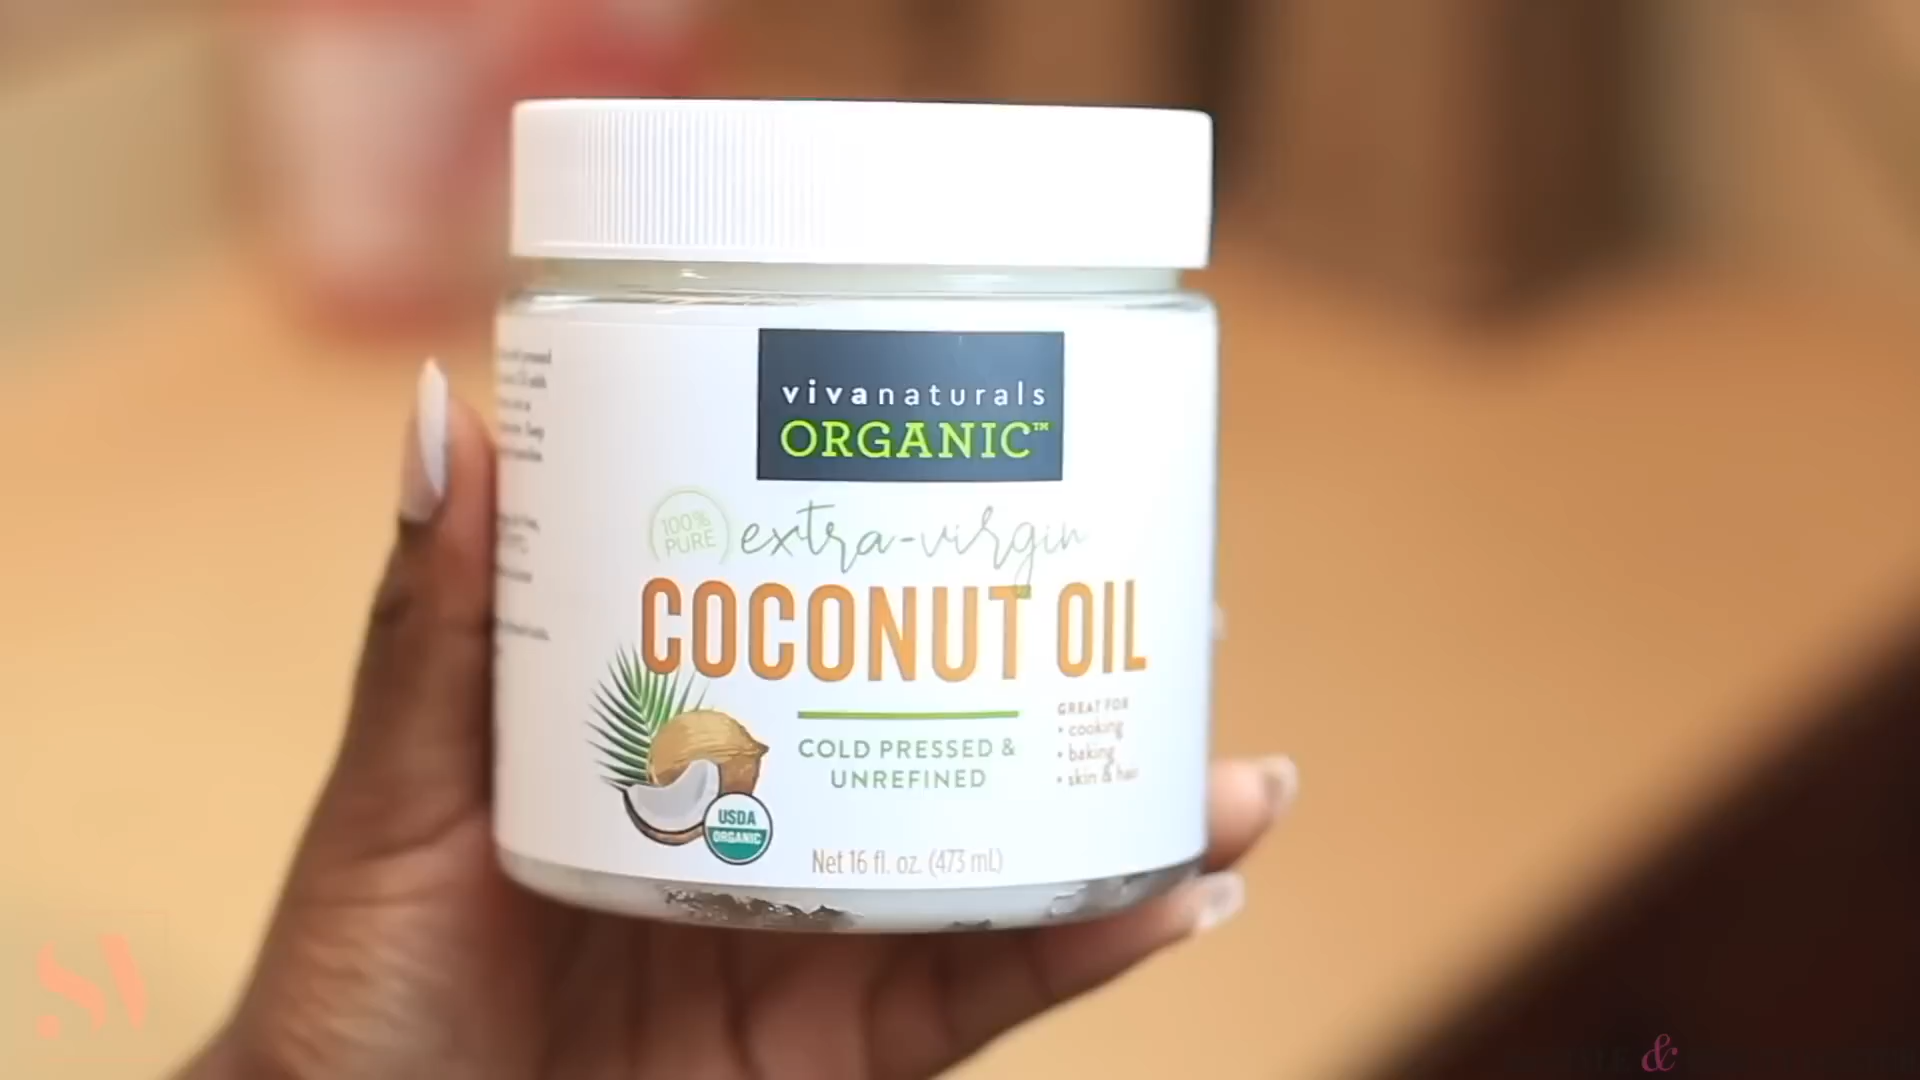 vivanaturals
ORGANIC™
100%
PURE
extra-virgin
COCONUT OIL
COLD PRESSED &
UNREFINED
GREAT FOR
• cooking
• baking
• skin & hair
USDA
ORGANIC
Net 16 fl. oz. (473 mL)
SV
&